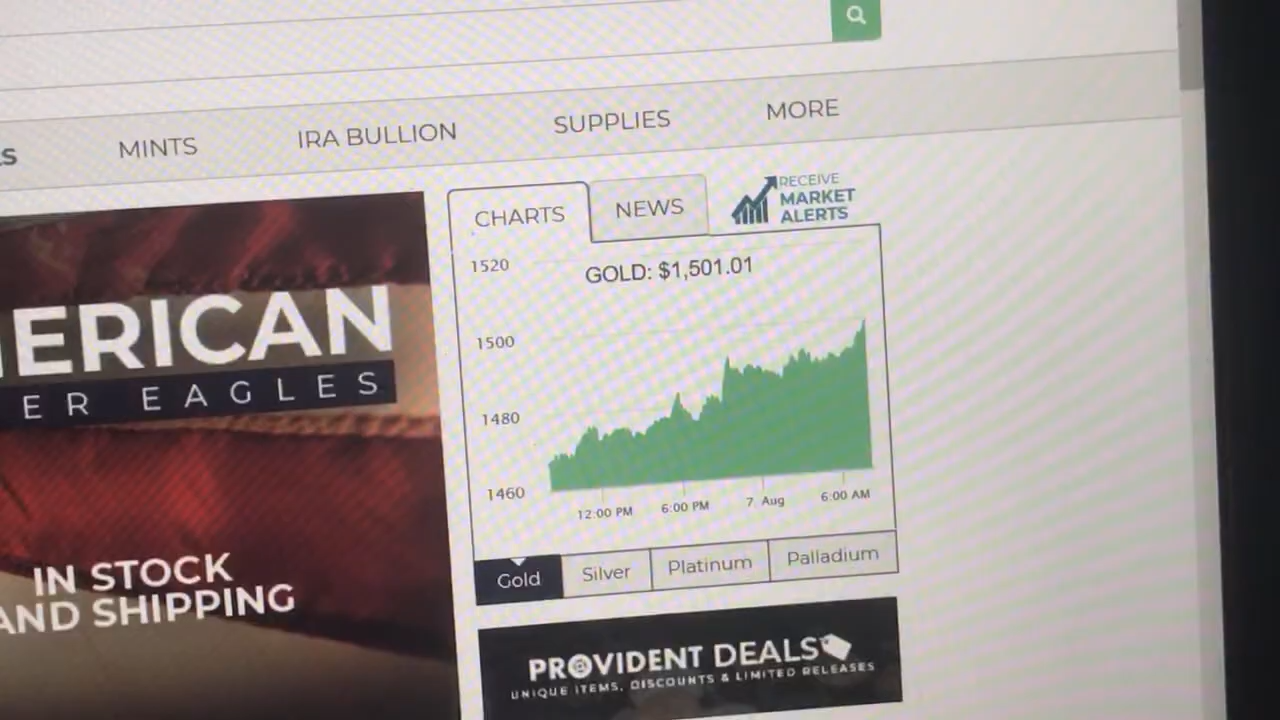 MINTS
IRA BULLION
SUPPLIES
MORE
CHARTS
NEWS
RECEIVE
MARKET
ALERTS
GOLD: $1,501.01
1520
1500
1480
1460
12:00 PM
6:00 PM
7. Aug
6:00 AM
Gold
Silver
Platinum
Palladium
ERICAN
ER EAGLES
IN STOCK
AND SHIPPING
PROVIDENT DEALS
UNIQUE ITEMS, DISCOUNTS & LIMITED RELEASES